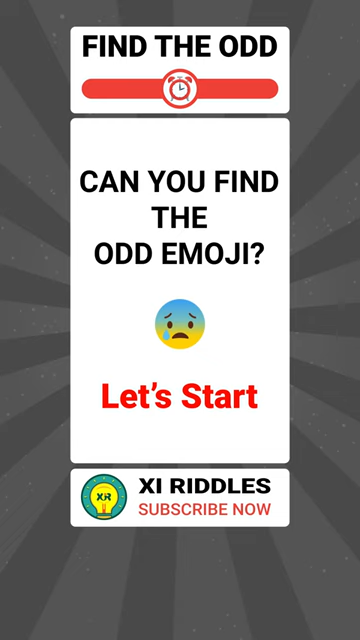 FIND THE ODD
CAN YOU FIND
THE
ODD EMOJI?
Let's Start
XR
XI RIDDLES
SUBSCRIBE NOW